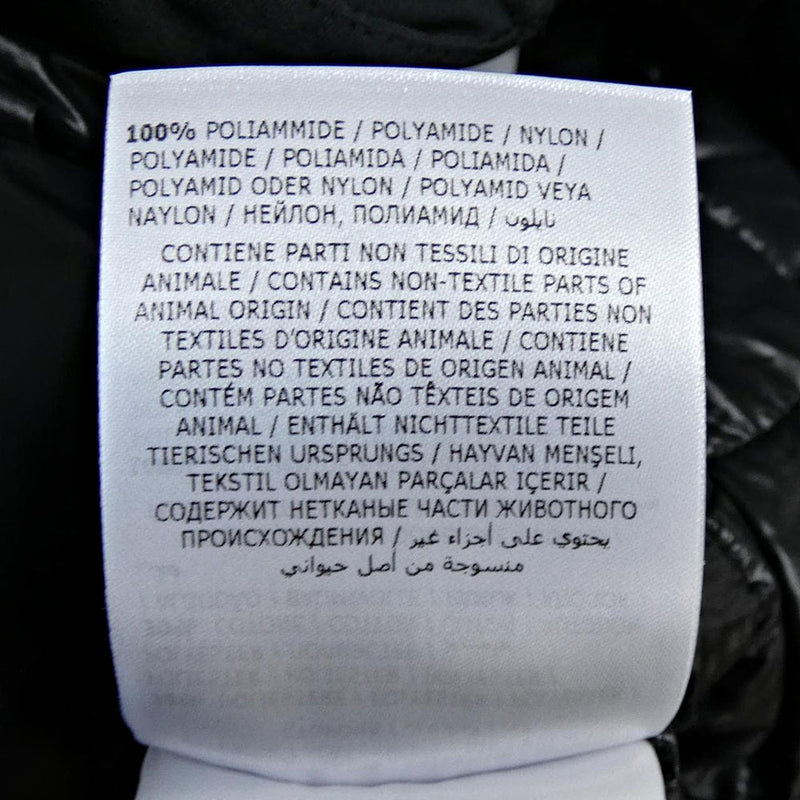 100% POLIAMMIDE / POLYAMIDE / NYLON /
POLYAMIDE / POLIAMIDA / POLIAMIDA /
POLYAMID ODER NYLON / POLYAMID VEYA
NAYLON / НЕЙЛОН, ПОЛИАМИД / نايلون
CONTIENE PARTI NON TESSILI DI ORIGINE
ANIMALE / CONTAINS NON-TEXTILE PARTS OF
ANIMAL ORIGIN / CONTIENT DES PARTIES NON
TEXTILES D'ORIGINE ANIMALE / CONTIENE
PARTES NO TEXTILES DE ORIGEN ANIMAL /
CONTÉM PARTES NÃO TÊXTEIS DE ORIGEM
ANIMAL / ENTHÄLT NICHTTEXTILE TEILE
TIERISCHEN URSPRUNGS / HAYVAN MENŞELİ,
TEKSTIL OLMAYAN PARÇALAR IÇERIR /
СОДЕРЖИТ НЕТКАНЫЕ ЧАСТИ ЖИВОТНОГО
ПРОИСХОЖДЕНИЯ / يحتوي على أجزاء غير
منسوجة من أصل حيواني